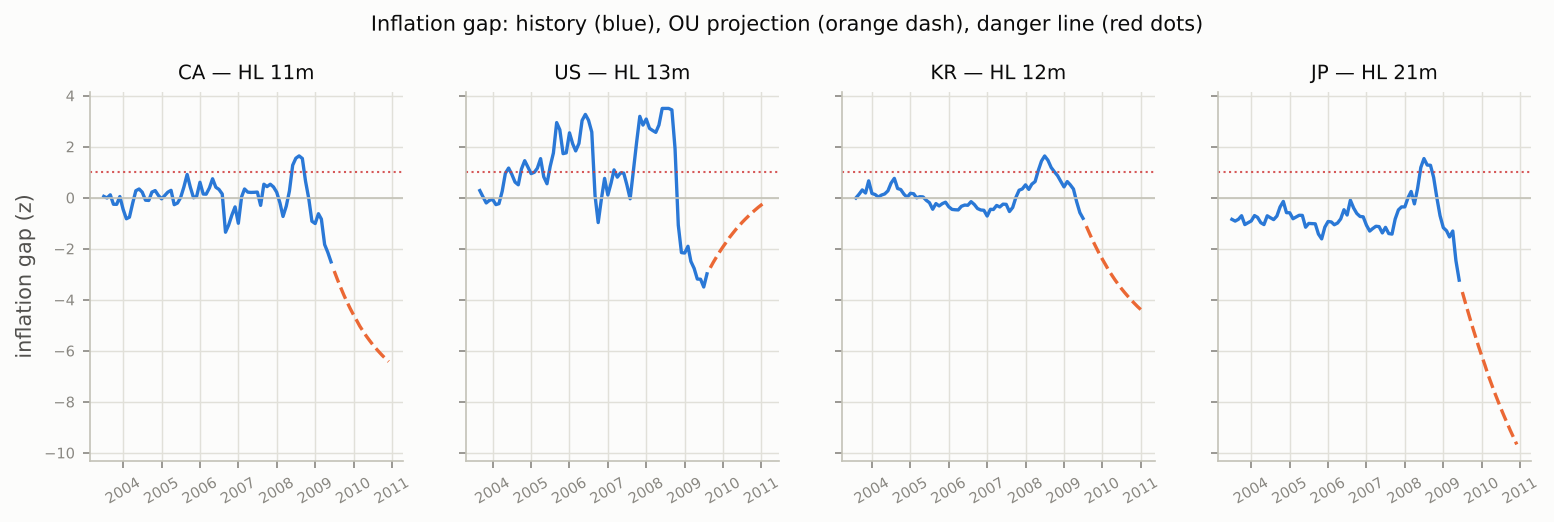 Inflation gap: history (blue), OU projection (orange dash), danger line (red dots)
CA — HL 11m
US — HL 13m
KR — HL 12m
JP — HL 21m
inflation gap (z)
4
2
0
−2
−4
−6
−8
−10
2004 2005 2006 2007 2008 2009 2010 2011
2004 2005 2006 2007 2008 2009 2010 2011
2004 2005 2006 2007 2008 2009 2010 2011
2004 2005 2006 2007 2008 2009 2010 2011